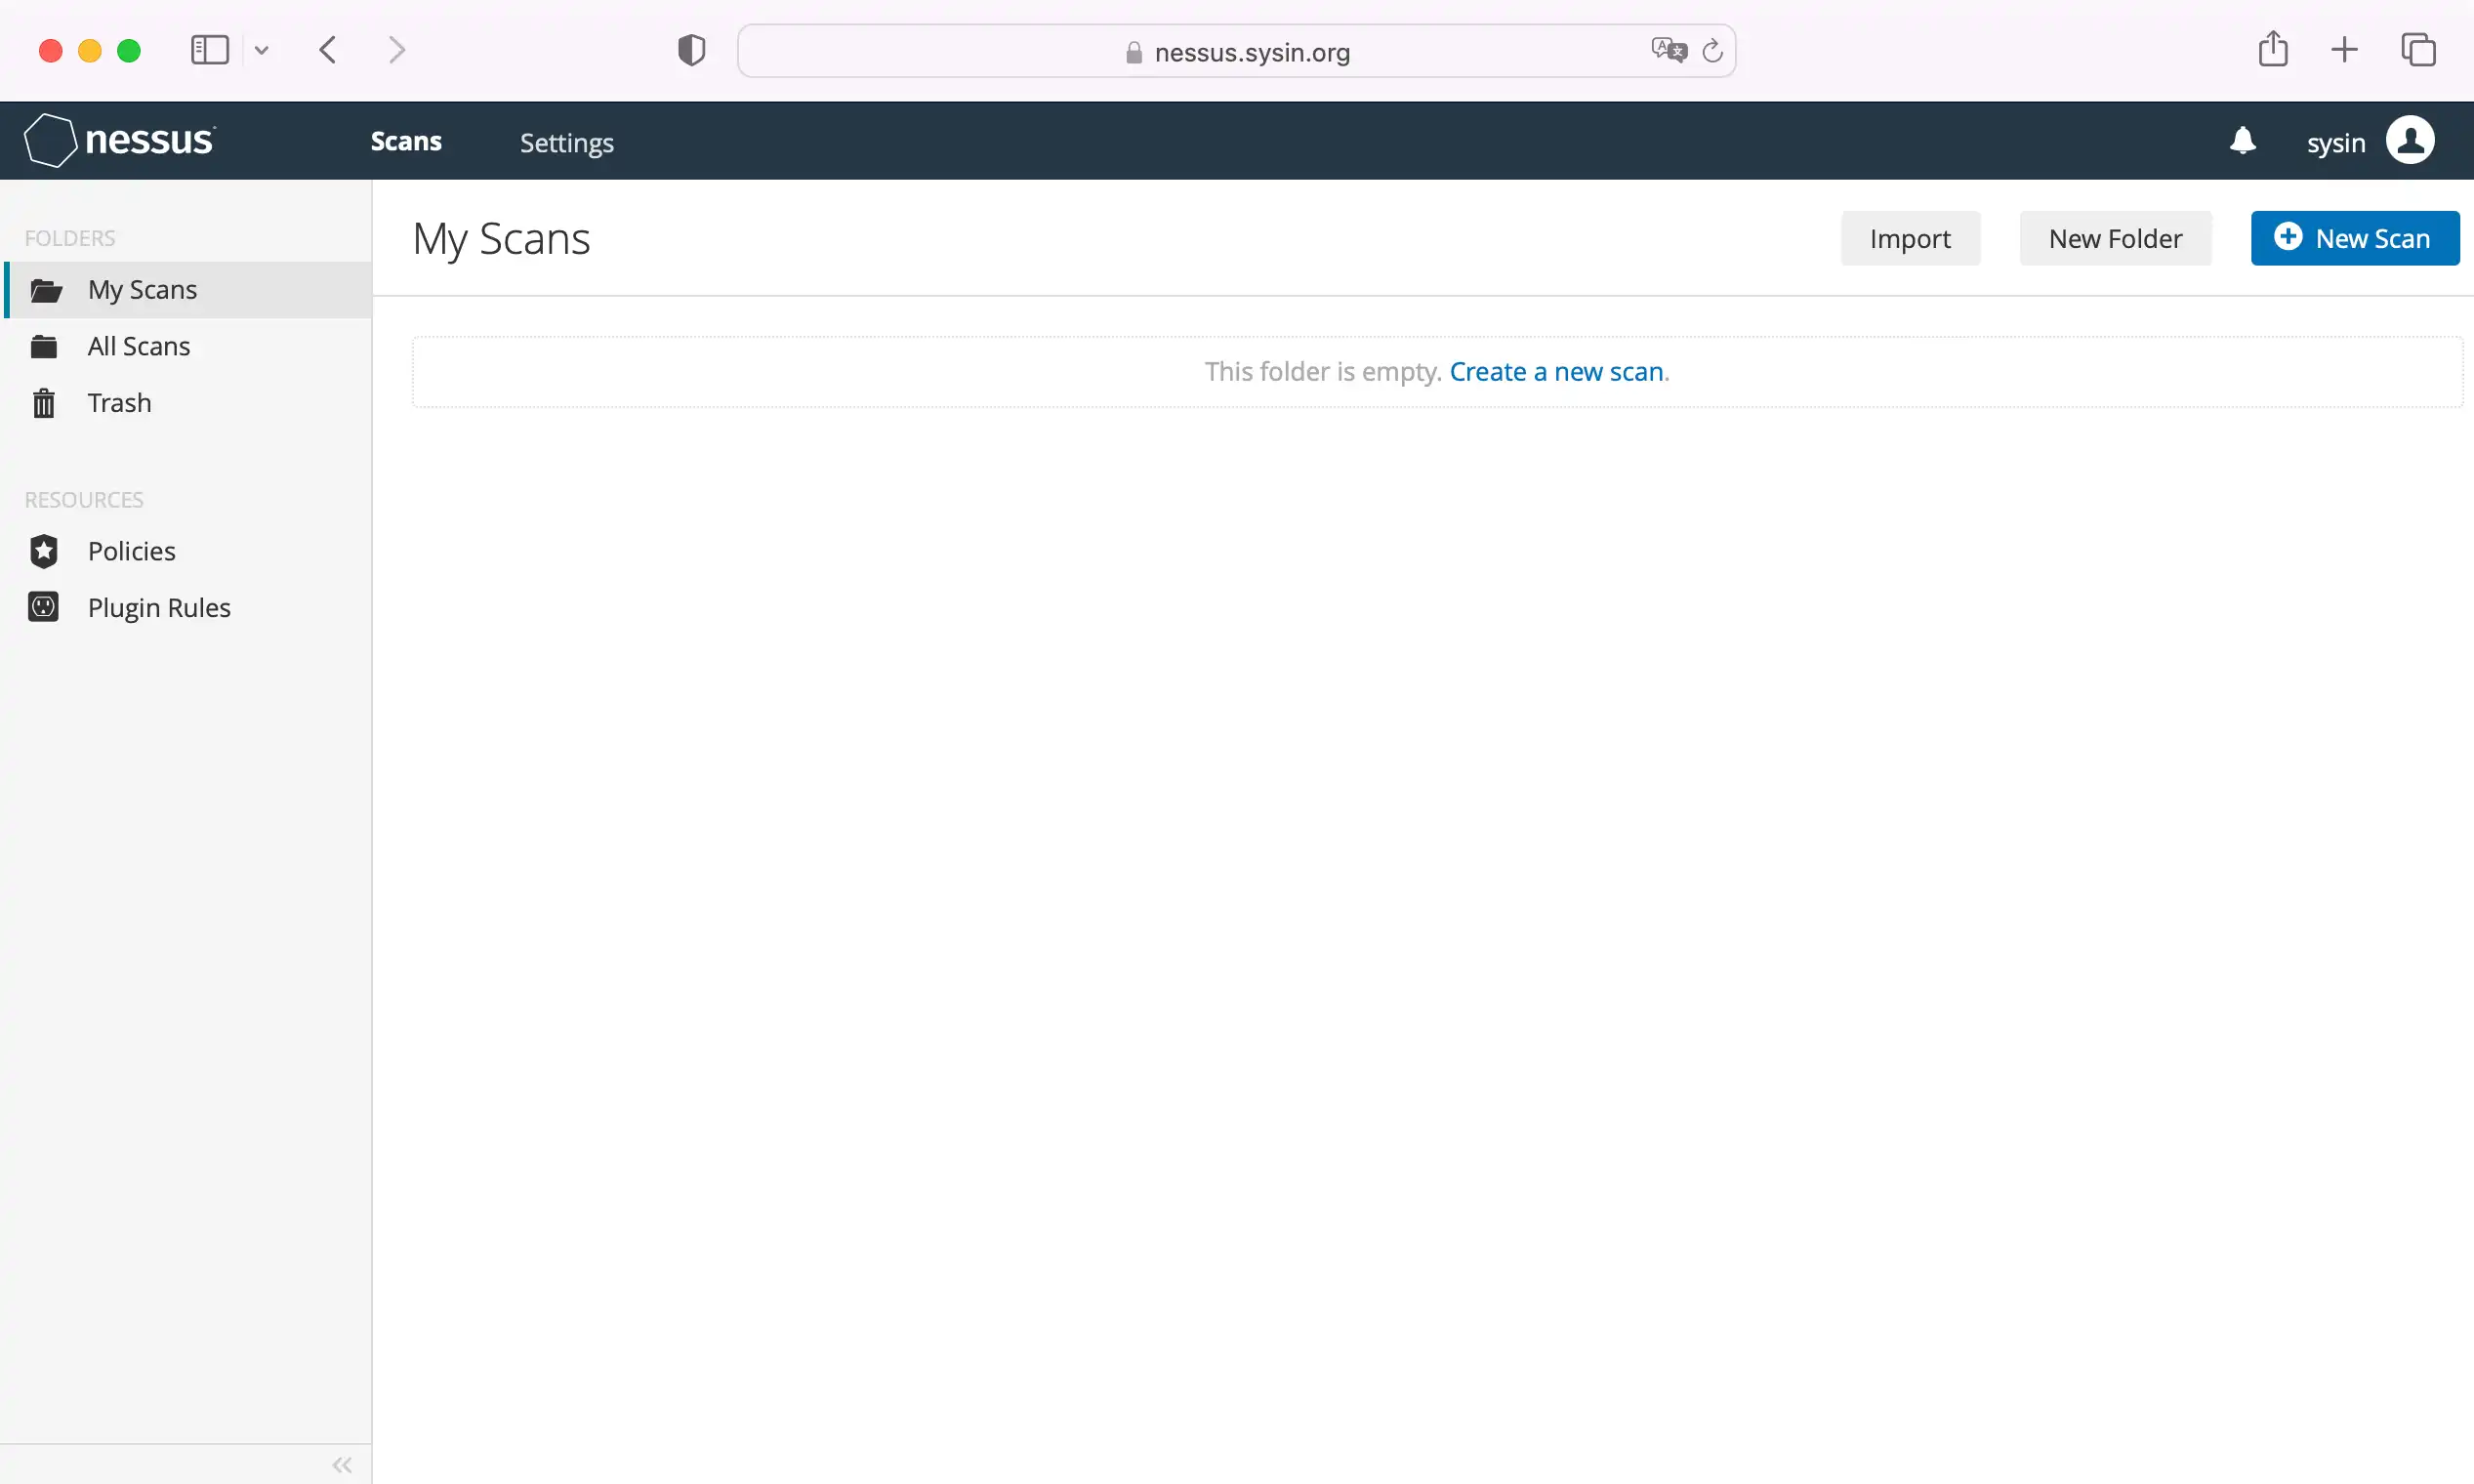 nessus.sysin.org
nessus
Scans
Settings
sysin
FOLDERS
My Scans
All Scans
Trash
RESOURCES
Policies
Plugin Rules
My Scans
Import
New Folder
New Scan
This folder is empty. Create a new scan.